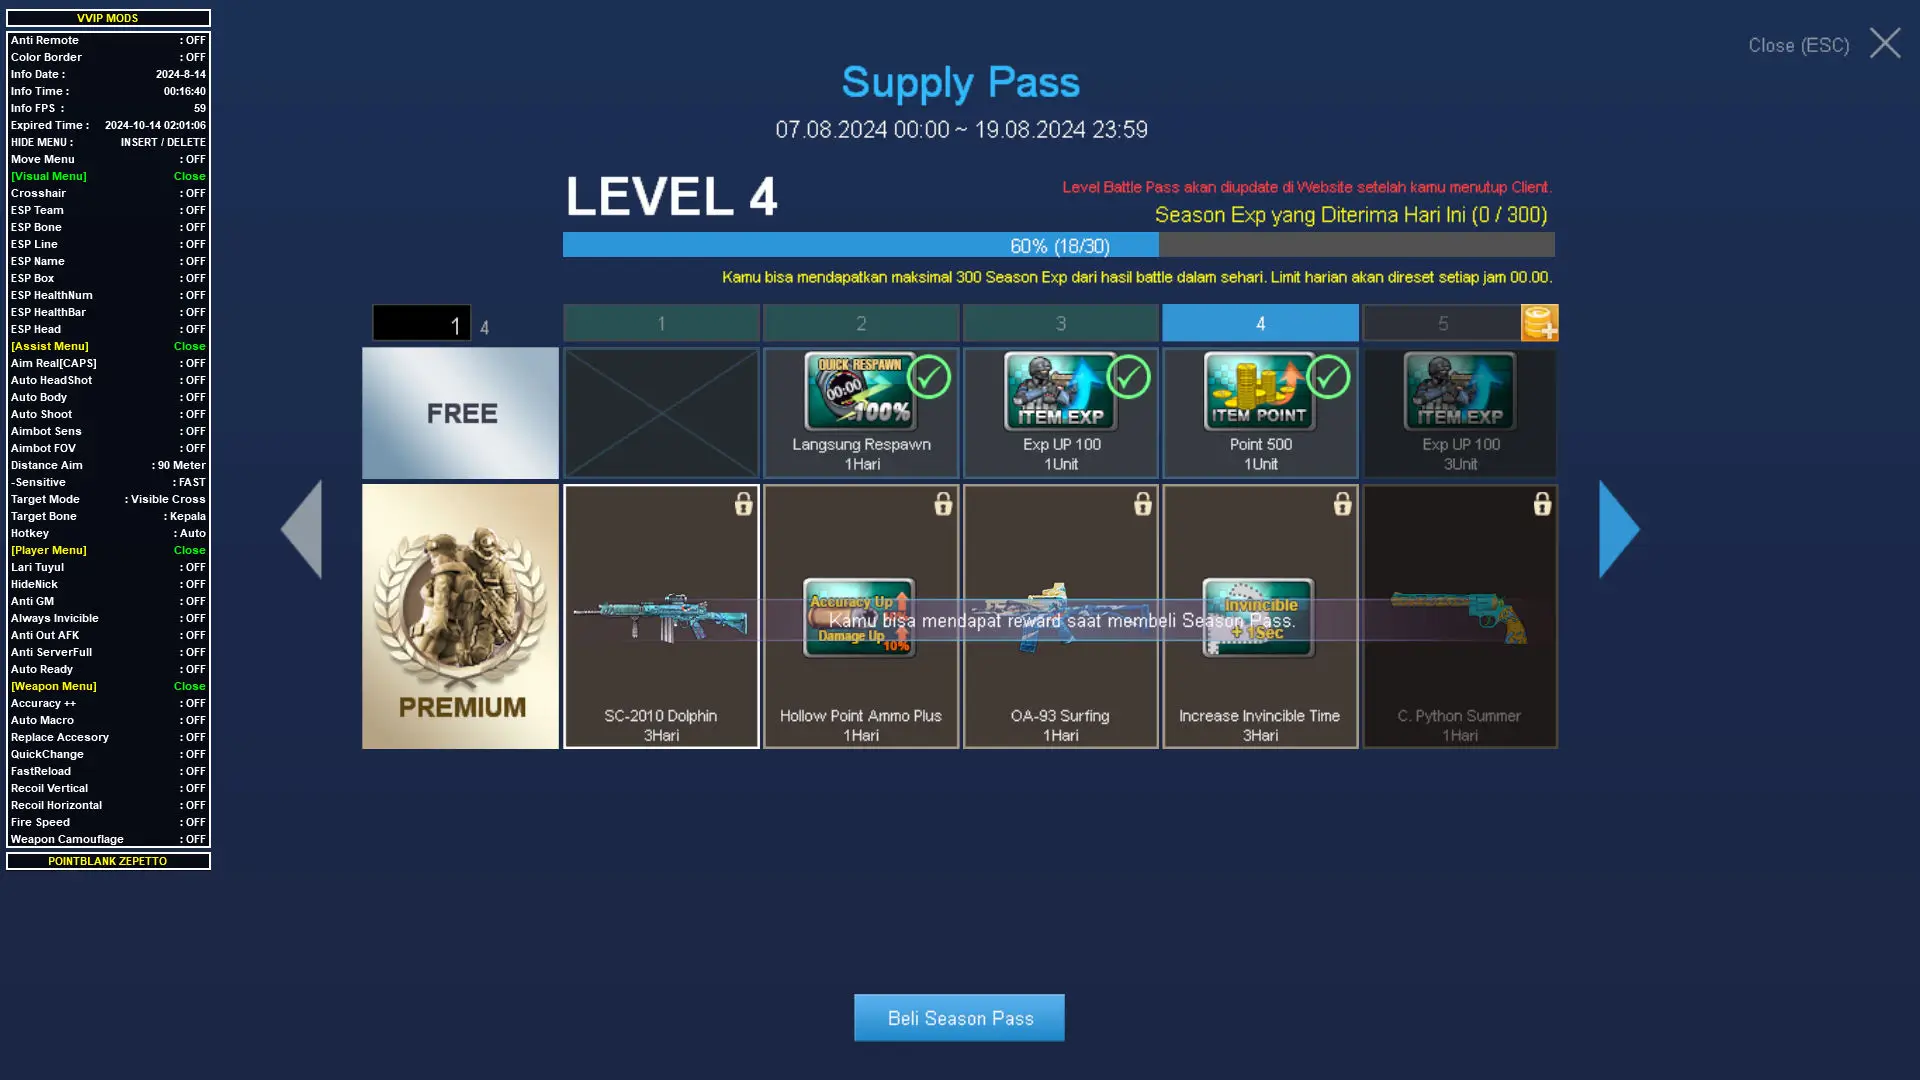 VVIP MODS
Anti Remote : OFF
Color Border : OFF
Info Date : 2024-8-14
Info Time : 00:16:40
Info FPS : 59
Expired Time : 2024-10-14 02:01:06
HIDE MENU : INSERT / DELETE
Move Menu : OFF
[Visual Menu] Close
Crosshair : OFF
ESP Team : OFF
ESP Bone : OFF
ESP Line : OFF
ESP Name : OFF
ESP Box : OFF
ESP HealthNum : OFF
ESP HealthBar : OFF
ESP Head : OFF
[Assist Menu] Close
Aim Real[CAPS] : OFF
Auto HeadShot : OFF
Auto Body : OFF
Auto Shoot : OFF
Aimbot Sens : OFF
Aimbot FOV : OFF
Distance Aim : 90 Meter
-Sensitive : FAST
Target Mode : Visible Cross
Target Bone : Kepala
Hotkey : Auto
[Player Menu] Close
Lari Tuyul : OFF
HideNick : OFF
Anti GM : OFF
Always Invicible : OFF
Anti Out AFK : OFF
Anti ServerFull : OFF
Auto Ready : OFF
[Weapon Menu] Close
Accuracy ++ : OFF
Auto Macro : OFF
Replace Accesory : OFF
QuickChange : OFF
FastReload : OFF
Recoil Vertical : OFF
Recoil Horizontal : OFF
Fire Speed : OFF
Weapon Camouflage : OFF
POINTBLANK ZEPETTO
Close (ESC)
Supply Pass
07.08.2024 00:00 ~ 19.08.2024 23:59
LEVEL 4
Level Battle Pass akan diupdate di Website setelah kamu menutup Client.
Season Exp yang Diterima Hari Ini (0 / 300)
60% (18/30)
Kamu bisa mendapatkan maksimal 300 Season Exp dari hasil battle dalam sehari. Limit harian akan direset setiap jam 00.00.
1 4
1 2 3 4 5
FREE
QUICK RESPAWN
00:00
100%
Langsung Respawn
1Hari
ITEM EXP
Exp UP 100
1Unit
ITEM POINT
Point 500
1Unit
ITEM EXP
Exp UP 100
3Unit
PREMIUM
SC-2010 Dolphin
3Hari
Accuracy Up
Damage Up
10%
Hollow Point Ammo Plus
1Hari
OA-93 Surfing
1Hari
Invincible
+ 1Sec
Increase Invincible Time
3Hari
C. Python Summer
1Hari
Kamu bisa mendapat reward saat membeli Season Pass.
Beli Season Pass